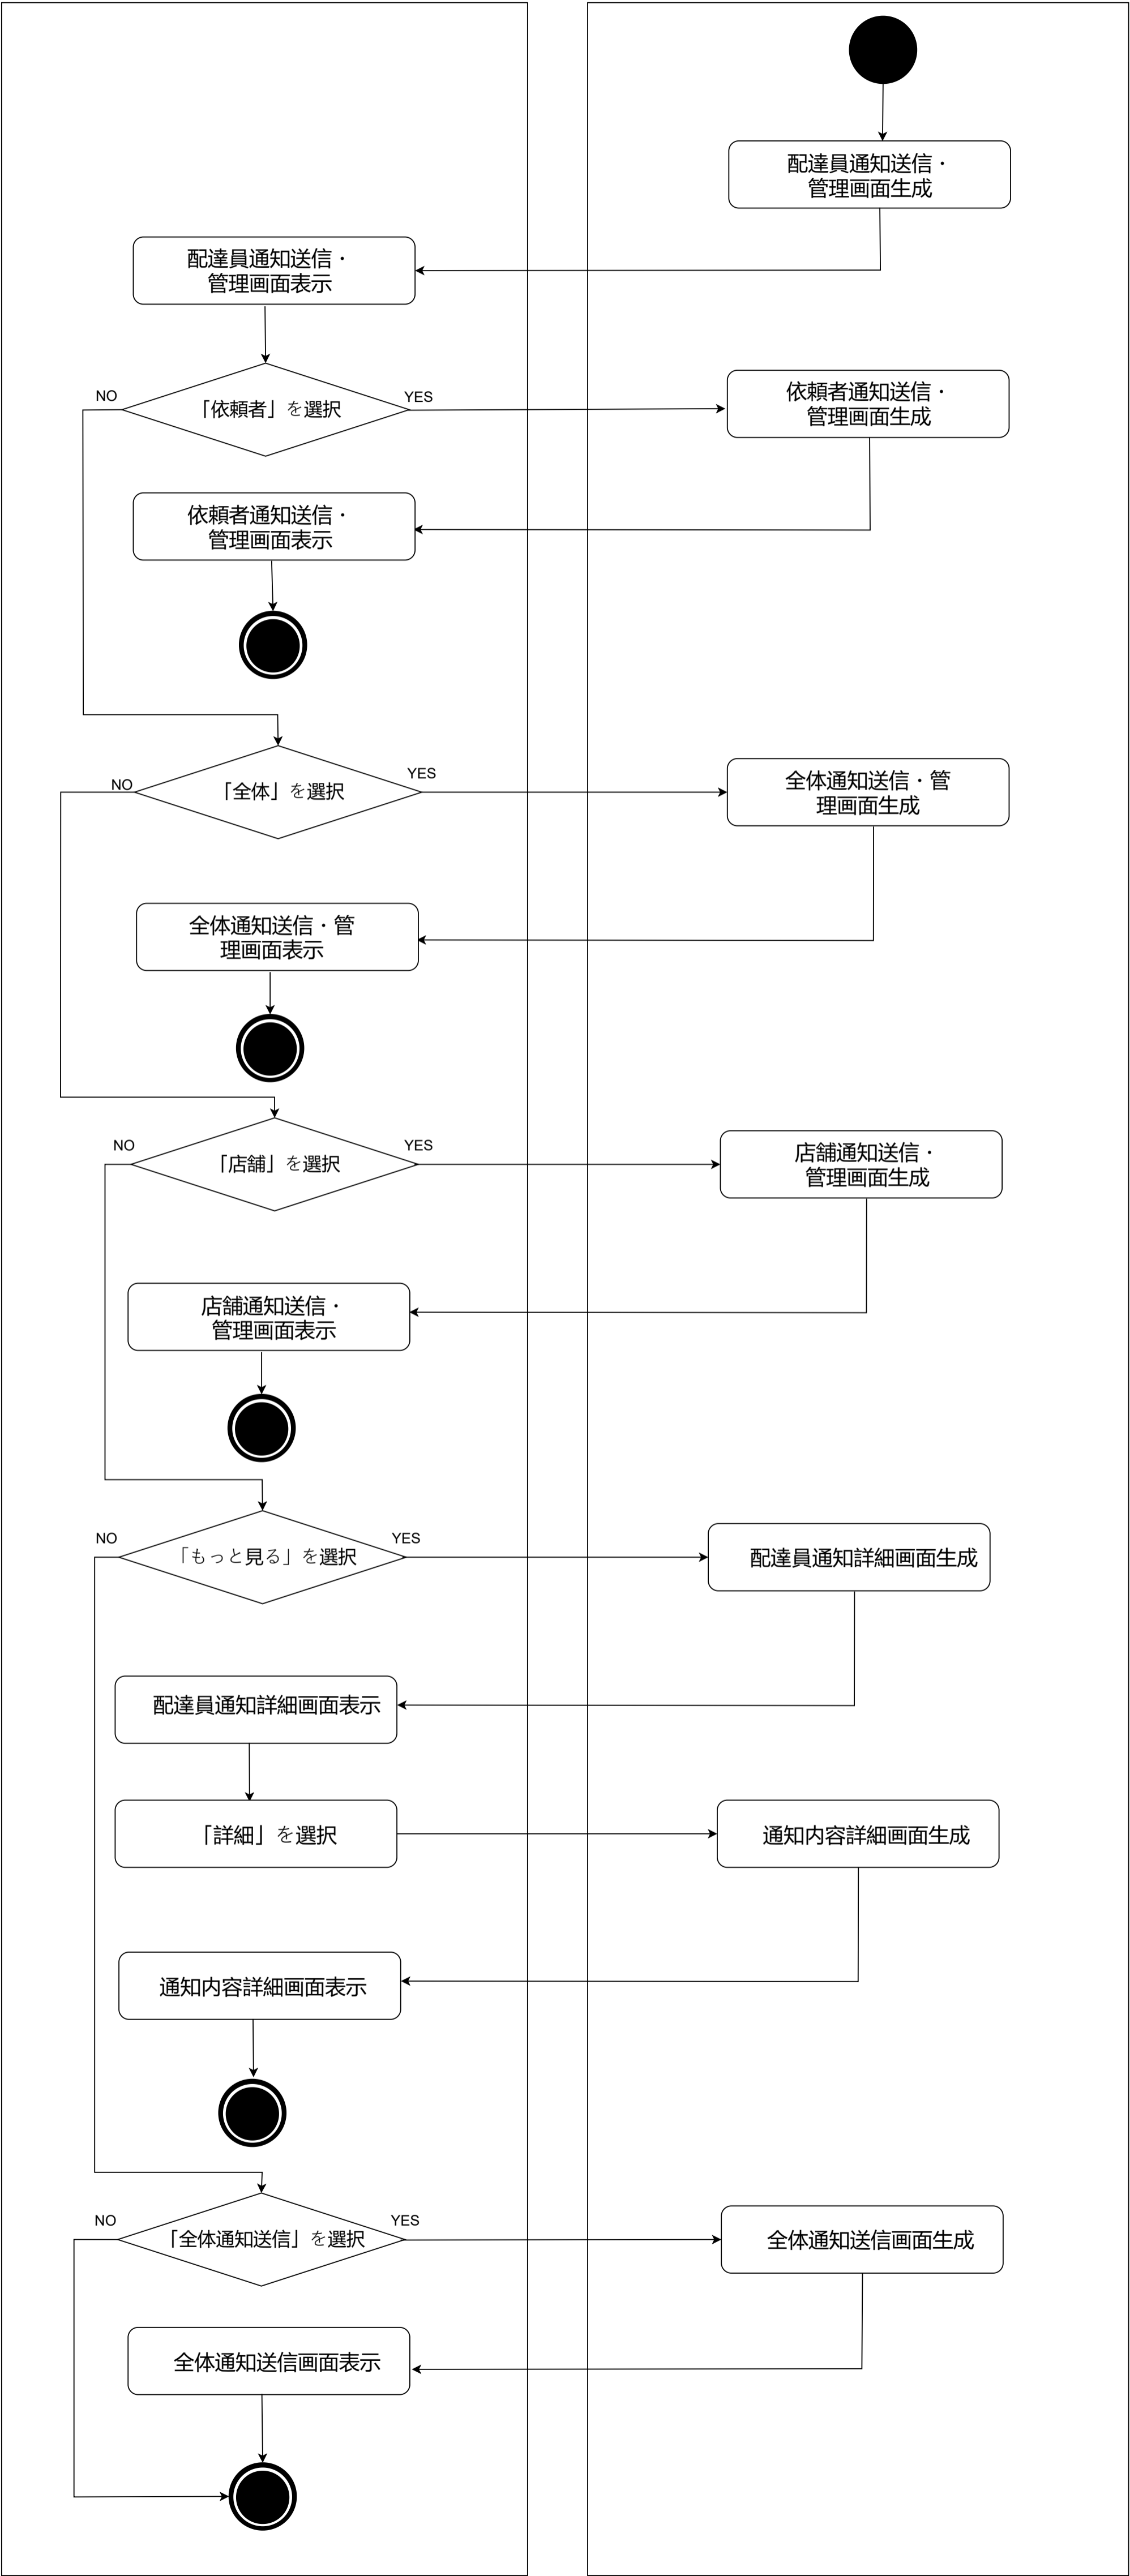 配達員通知送信・
管理画面生成
配達員通知送信・
管理画面表示
NO
「依頼者」を選択
YES
依頼者通知送信・
管理画面生成
依頼者通知送信・
管理画面表示
NO
「全体」を選択
YES
全体通知送信・管
理画面生成
全体通知送信・管
理画面表示
NO
「店舗」を選択
YES
店舗通知送信・
管理画面生成
店舗通知送信・
管理画面表示
NO
「もっと見る」を選択
YES
配達員通知詳細画面生成
配達員通知詳細画面表示
「詳細」を選択
通知内容詳細画面生成
通知内容詳細画面表示
NO
「全体通知送信」を選択
YES
全体通知送信画面生成
全体通知送信画面表示